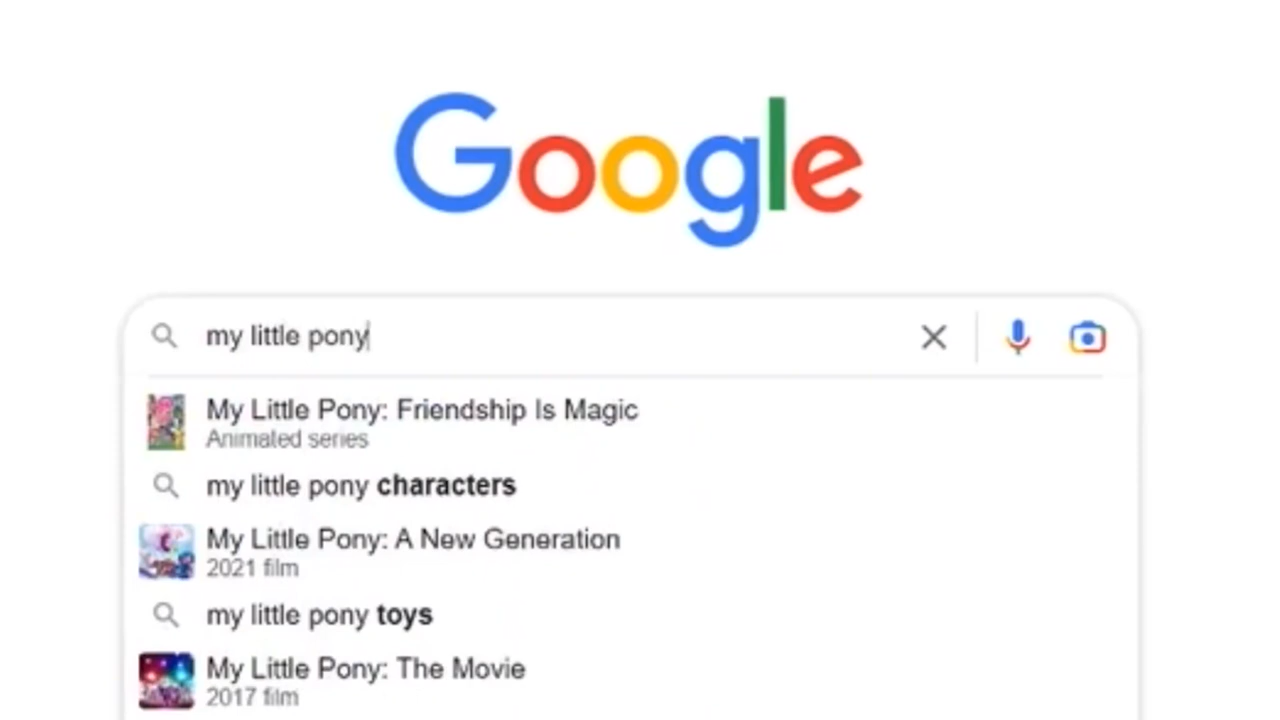 Google
my little pony
My Little Pony: Friendship Is Magic
Animated series
my little pony characters
My Little Pony: A New Generation
2021 film
my little pony toys
My Little Pony: The Movie
2017 film